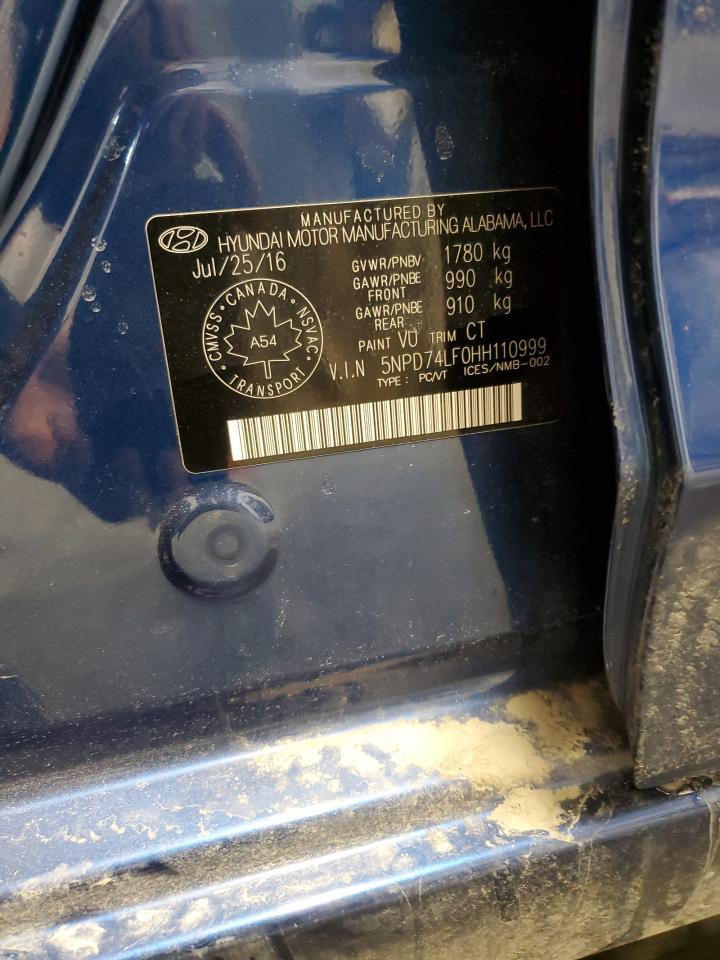 MANUFACTURED BY
HYUNDAI MOTOR MANUFACTURING ALABAMA, LLC
Jul/25/16
GVWR/PNBV 1780 kg
GAWR/PNBE FRONT 990 kg
GAWR/PNBE REAR 910 kg
PAINT VU TRIM CT
V.I.N 5NPD74LF0HH110999
TYPE : PC/VT ICES/NMB-002
CMVSS • CANADA • NSVAC • TRANSPORT •
A54